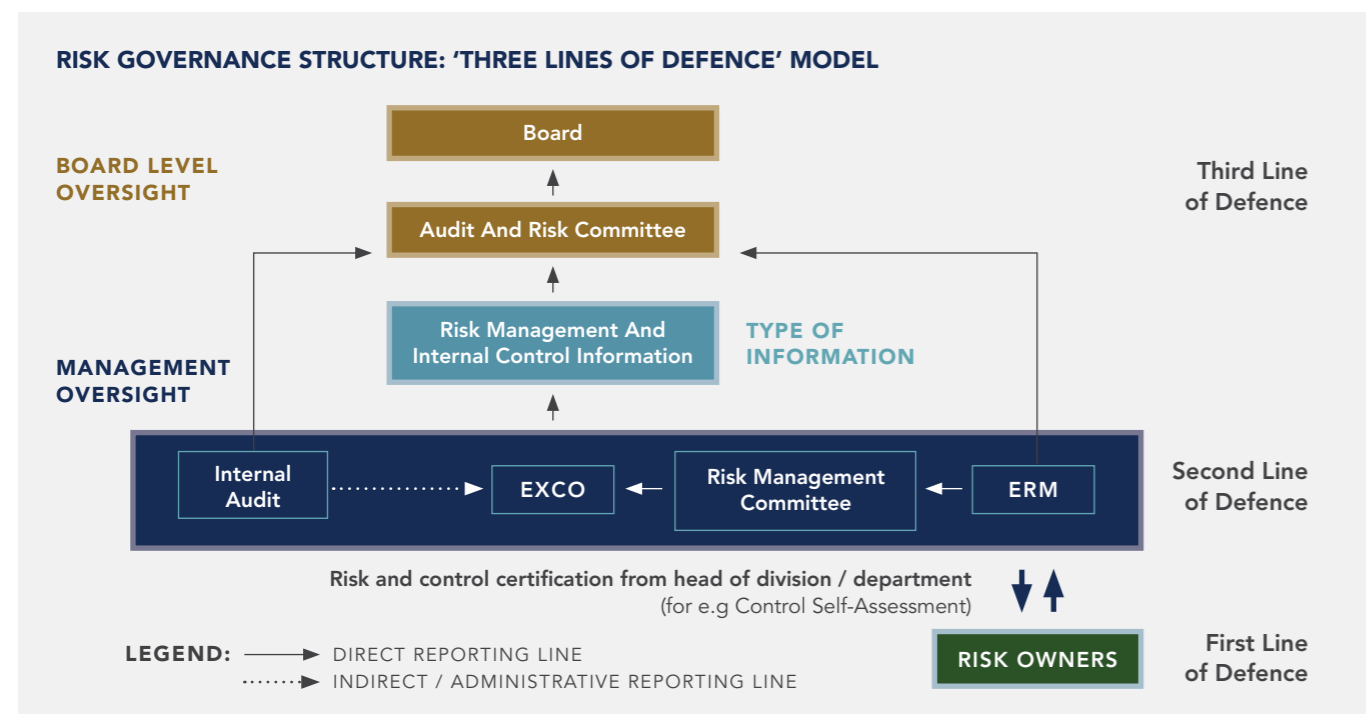 RISK GOVERNANCE STRUCTURE: ‘THREE LINES OF DEFENCE’ MODEL
Board
BOARD LEVEL
OVERSIGHT
Third Line
of Defence
Audit And Risk Committee
Risk Management And
Internal Control Information
TYPE OF
INFORMATION
MANAGEMENT
OVERSIGHT
Internal
Audit
EXCO
Risk Management
Committee
ERM
Second Line
of Defence
Risk and control certification from head of division / department
(for e.g Control Self-Assessment)
LEGEND:
DIRECT REPORTING LINE
INDIRECT / ADMINISTRATIVE REPORTING LINE
RISK OWNERS
First Line
of Defence